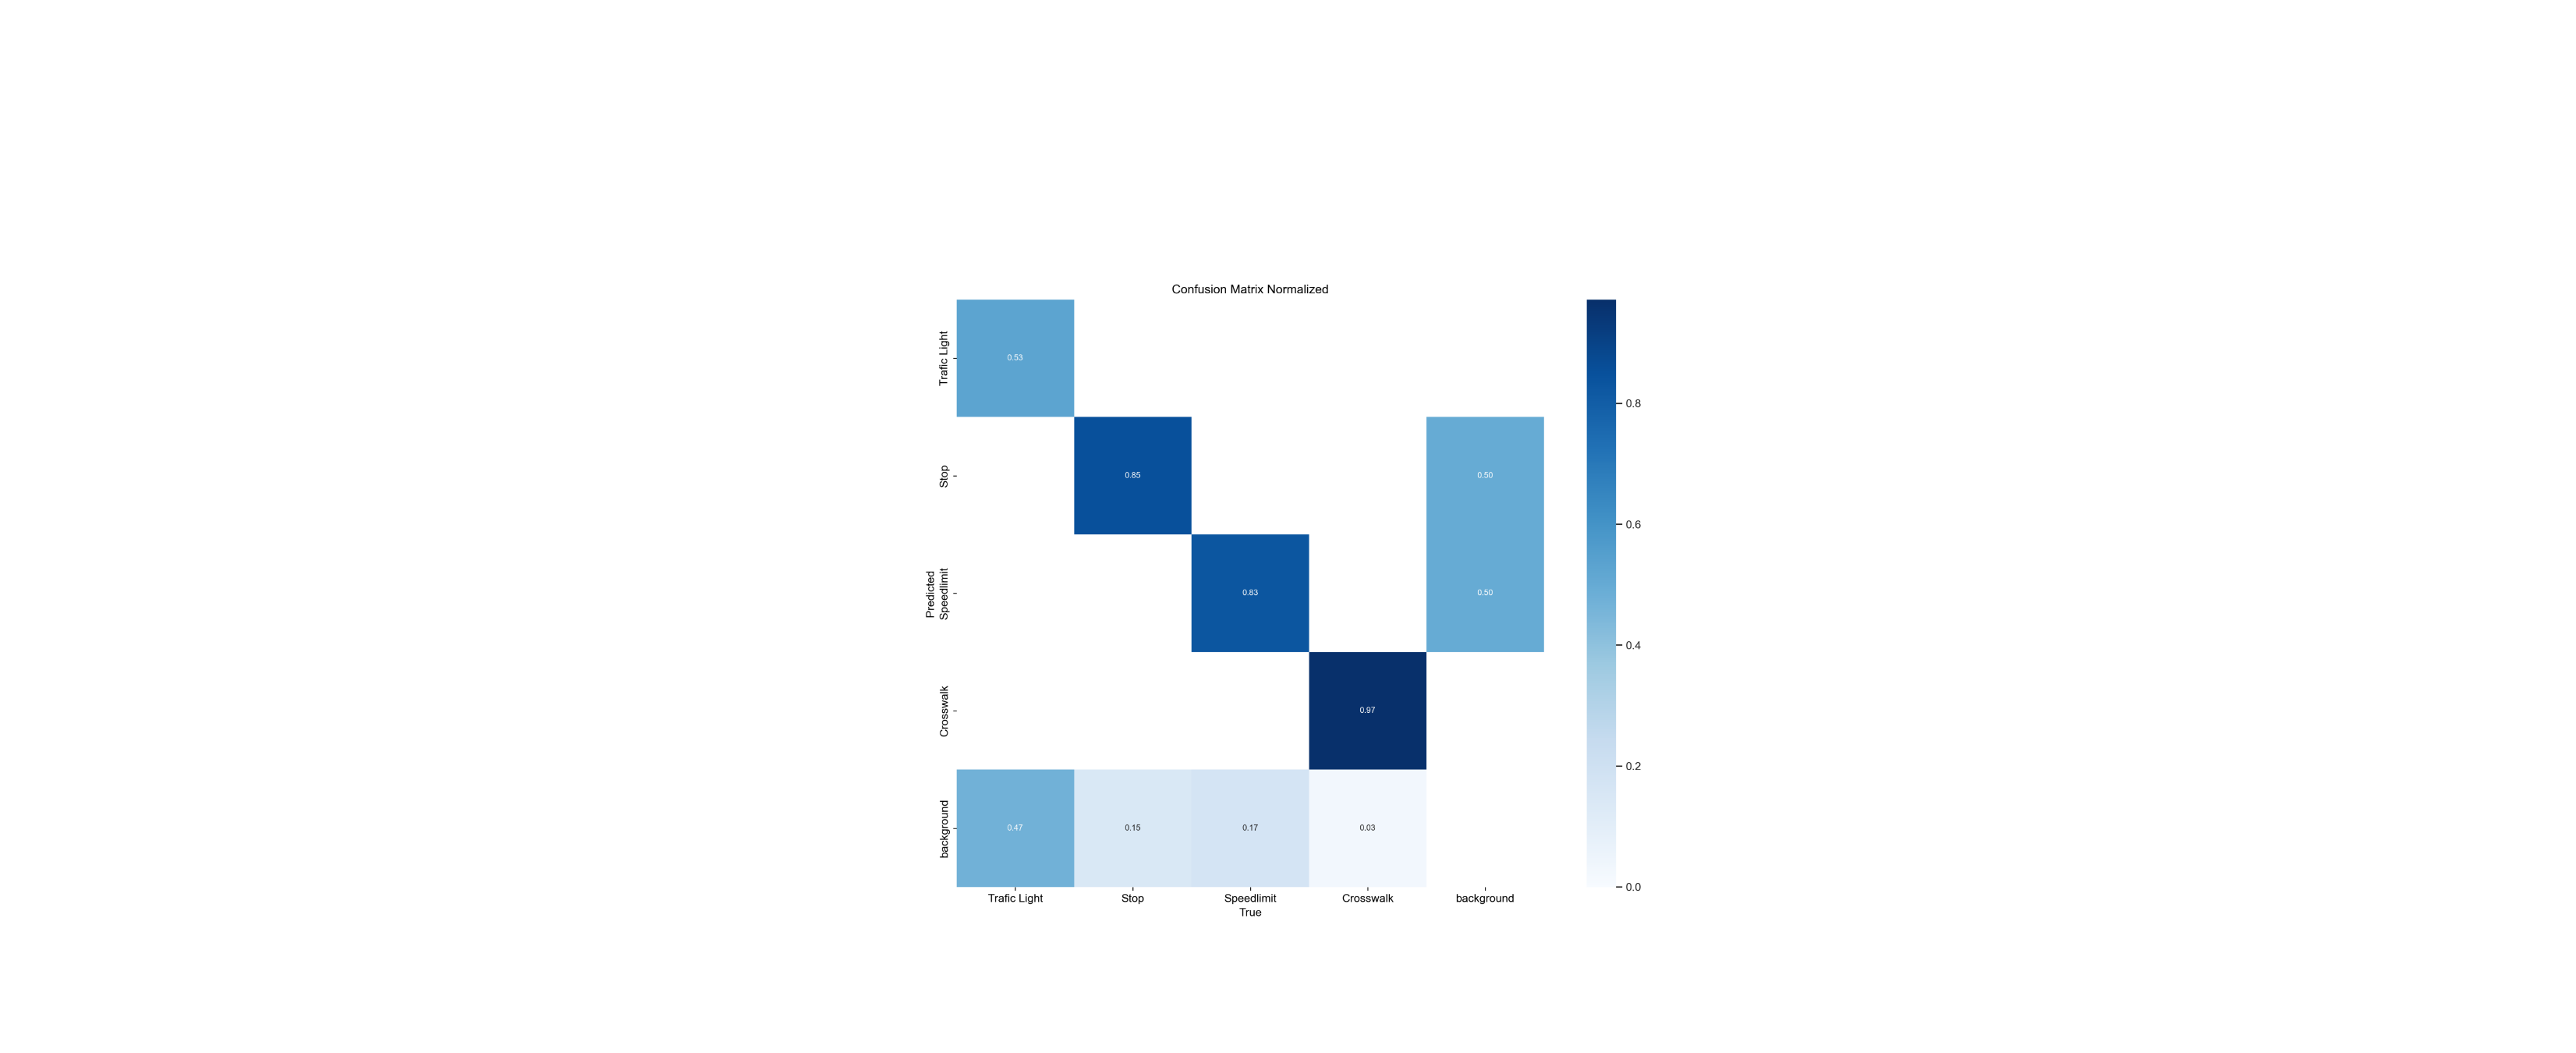 Confusion Matrix Normalized
Trafic Light
0.53
0.8
Stop
0.85
0.50
0.6
Predicted
Speedlimit
0.83
0.50
0.4
Crosswalk
0.97
0.2
background
0.47
0.15
0.17
0.03
0.0
Trafic Light
Stop
Speedlimit
Crosswalk
background
True